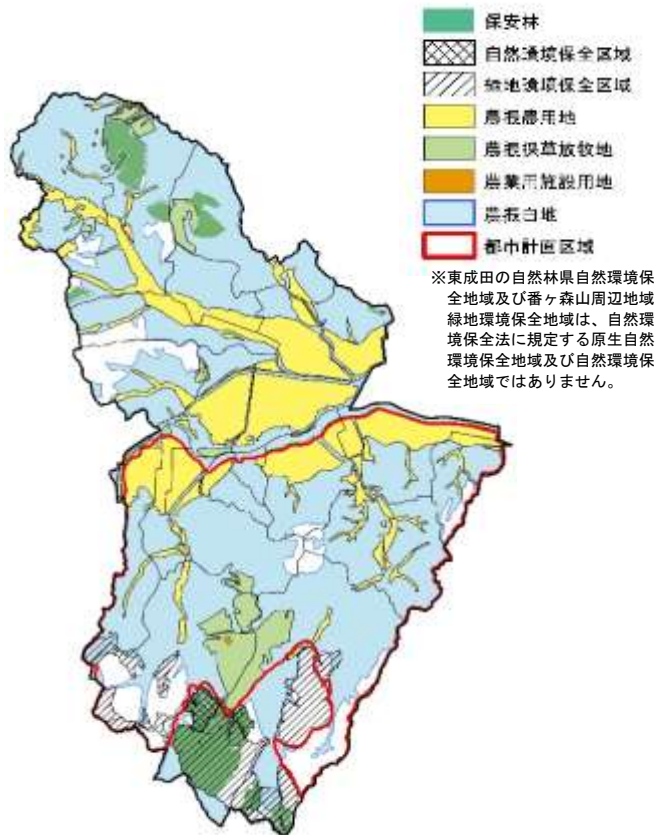 保安林
自然環境保全区域
緑地環境保全区域
農振農用地
農振採草放牧地
農業用施設用地
農振白地
都市計画区域
※東成田の自然林県自然環境保
全地域及び番ヶ森山周辺地域
緑地環境保全地域は、自然環
境保全法に規定する原生自然
環境保全地域及び自然環境保
全地域ではありません。